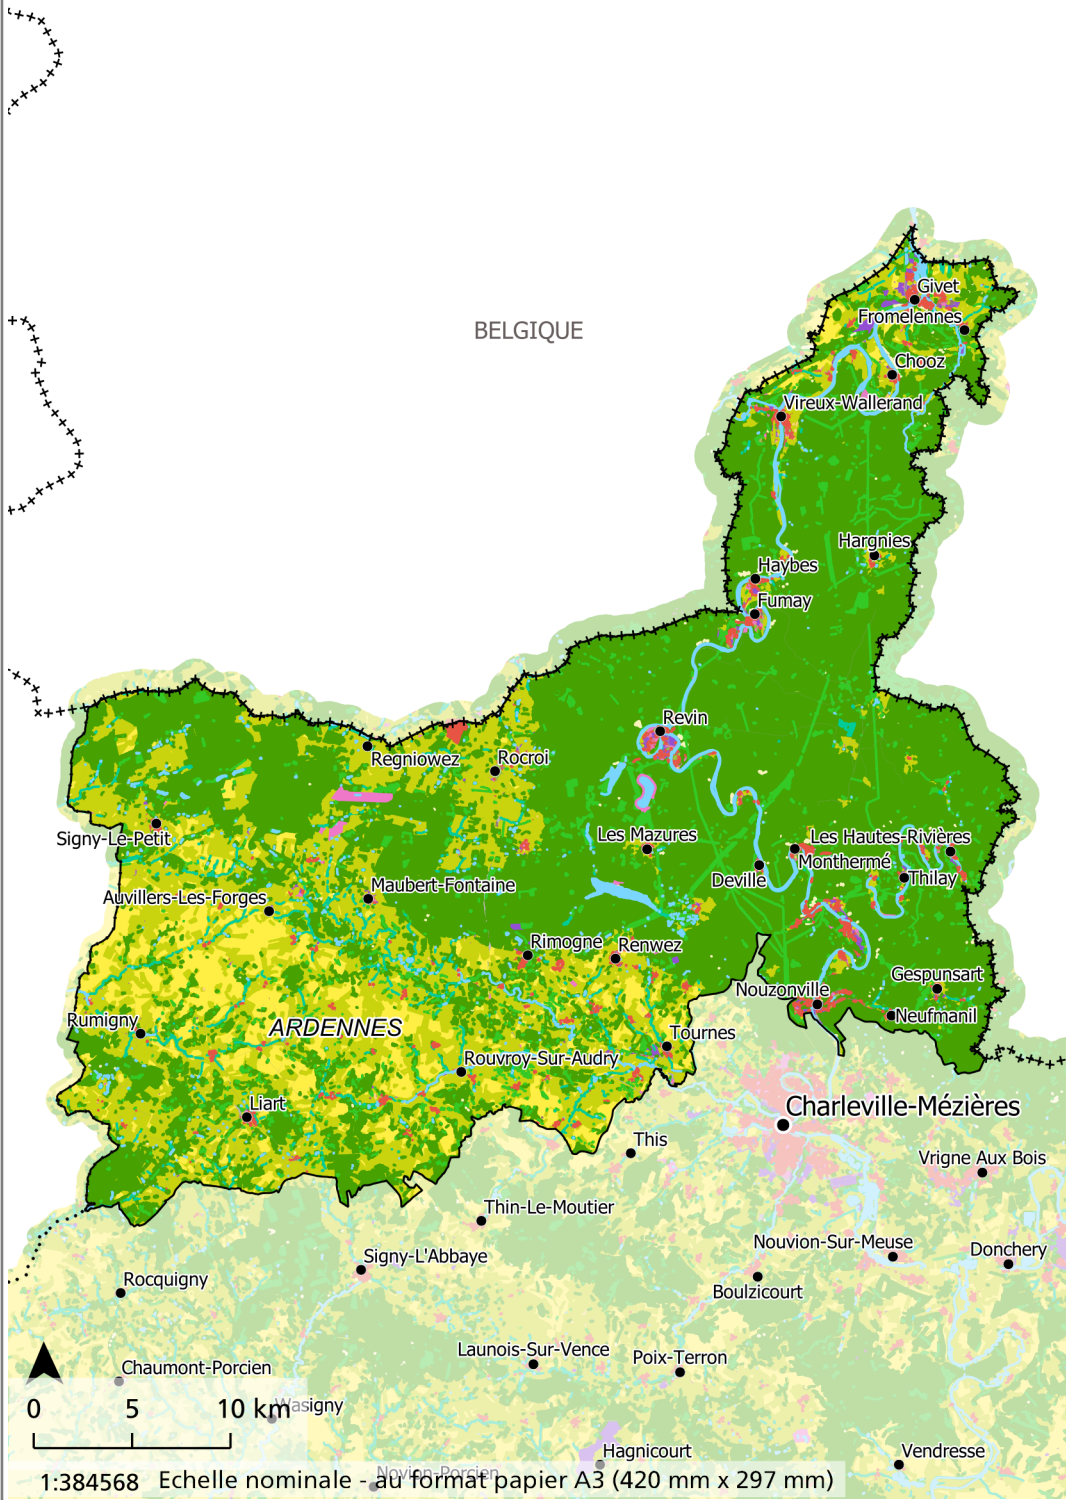 Givet
Fromelennes
BELGIQUE
Chooz
Vireux-Wallerand
Hargnies
Haybes
Fumay
Revin
Regniowez
Rocroi
Signy-Le-Petit
Les Mazures
Les Hautes-Rivières
Monthermé
Deville
Thilay
Maubert-Fontaine
Auvillers-Les-Forges
Rimogne
Renwez
Gespunsart
Nouzonville
Neufmanil
Rumigny
ARDENNES
Tournes
Rouvroy-Sur-Audry
Liart
Charleville-Mézières
This
Vrigne Aux Bois
Thin-Le-Moutier
Nouvion-Sur-Meuse
Donchery
Signy-L'Abbaye
Rocquigny
Boulzicourt
Launois-Sur-Vence
Poix-Terron
Chaumont-Porcien
0 5 10 km
Wasigny
Hagnicourt
Vendresse
Novion-Porcien
1:384568 Echelle nominale - au format papier A3 (420 mm x 297 mm)